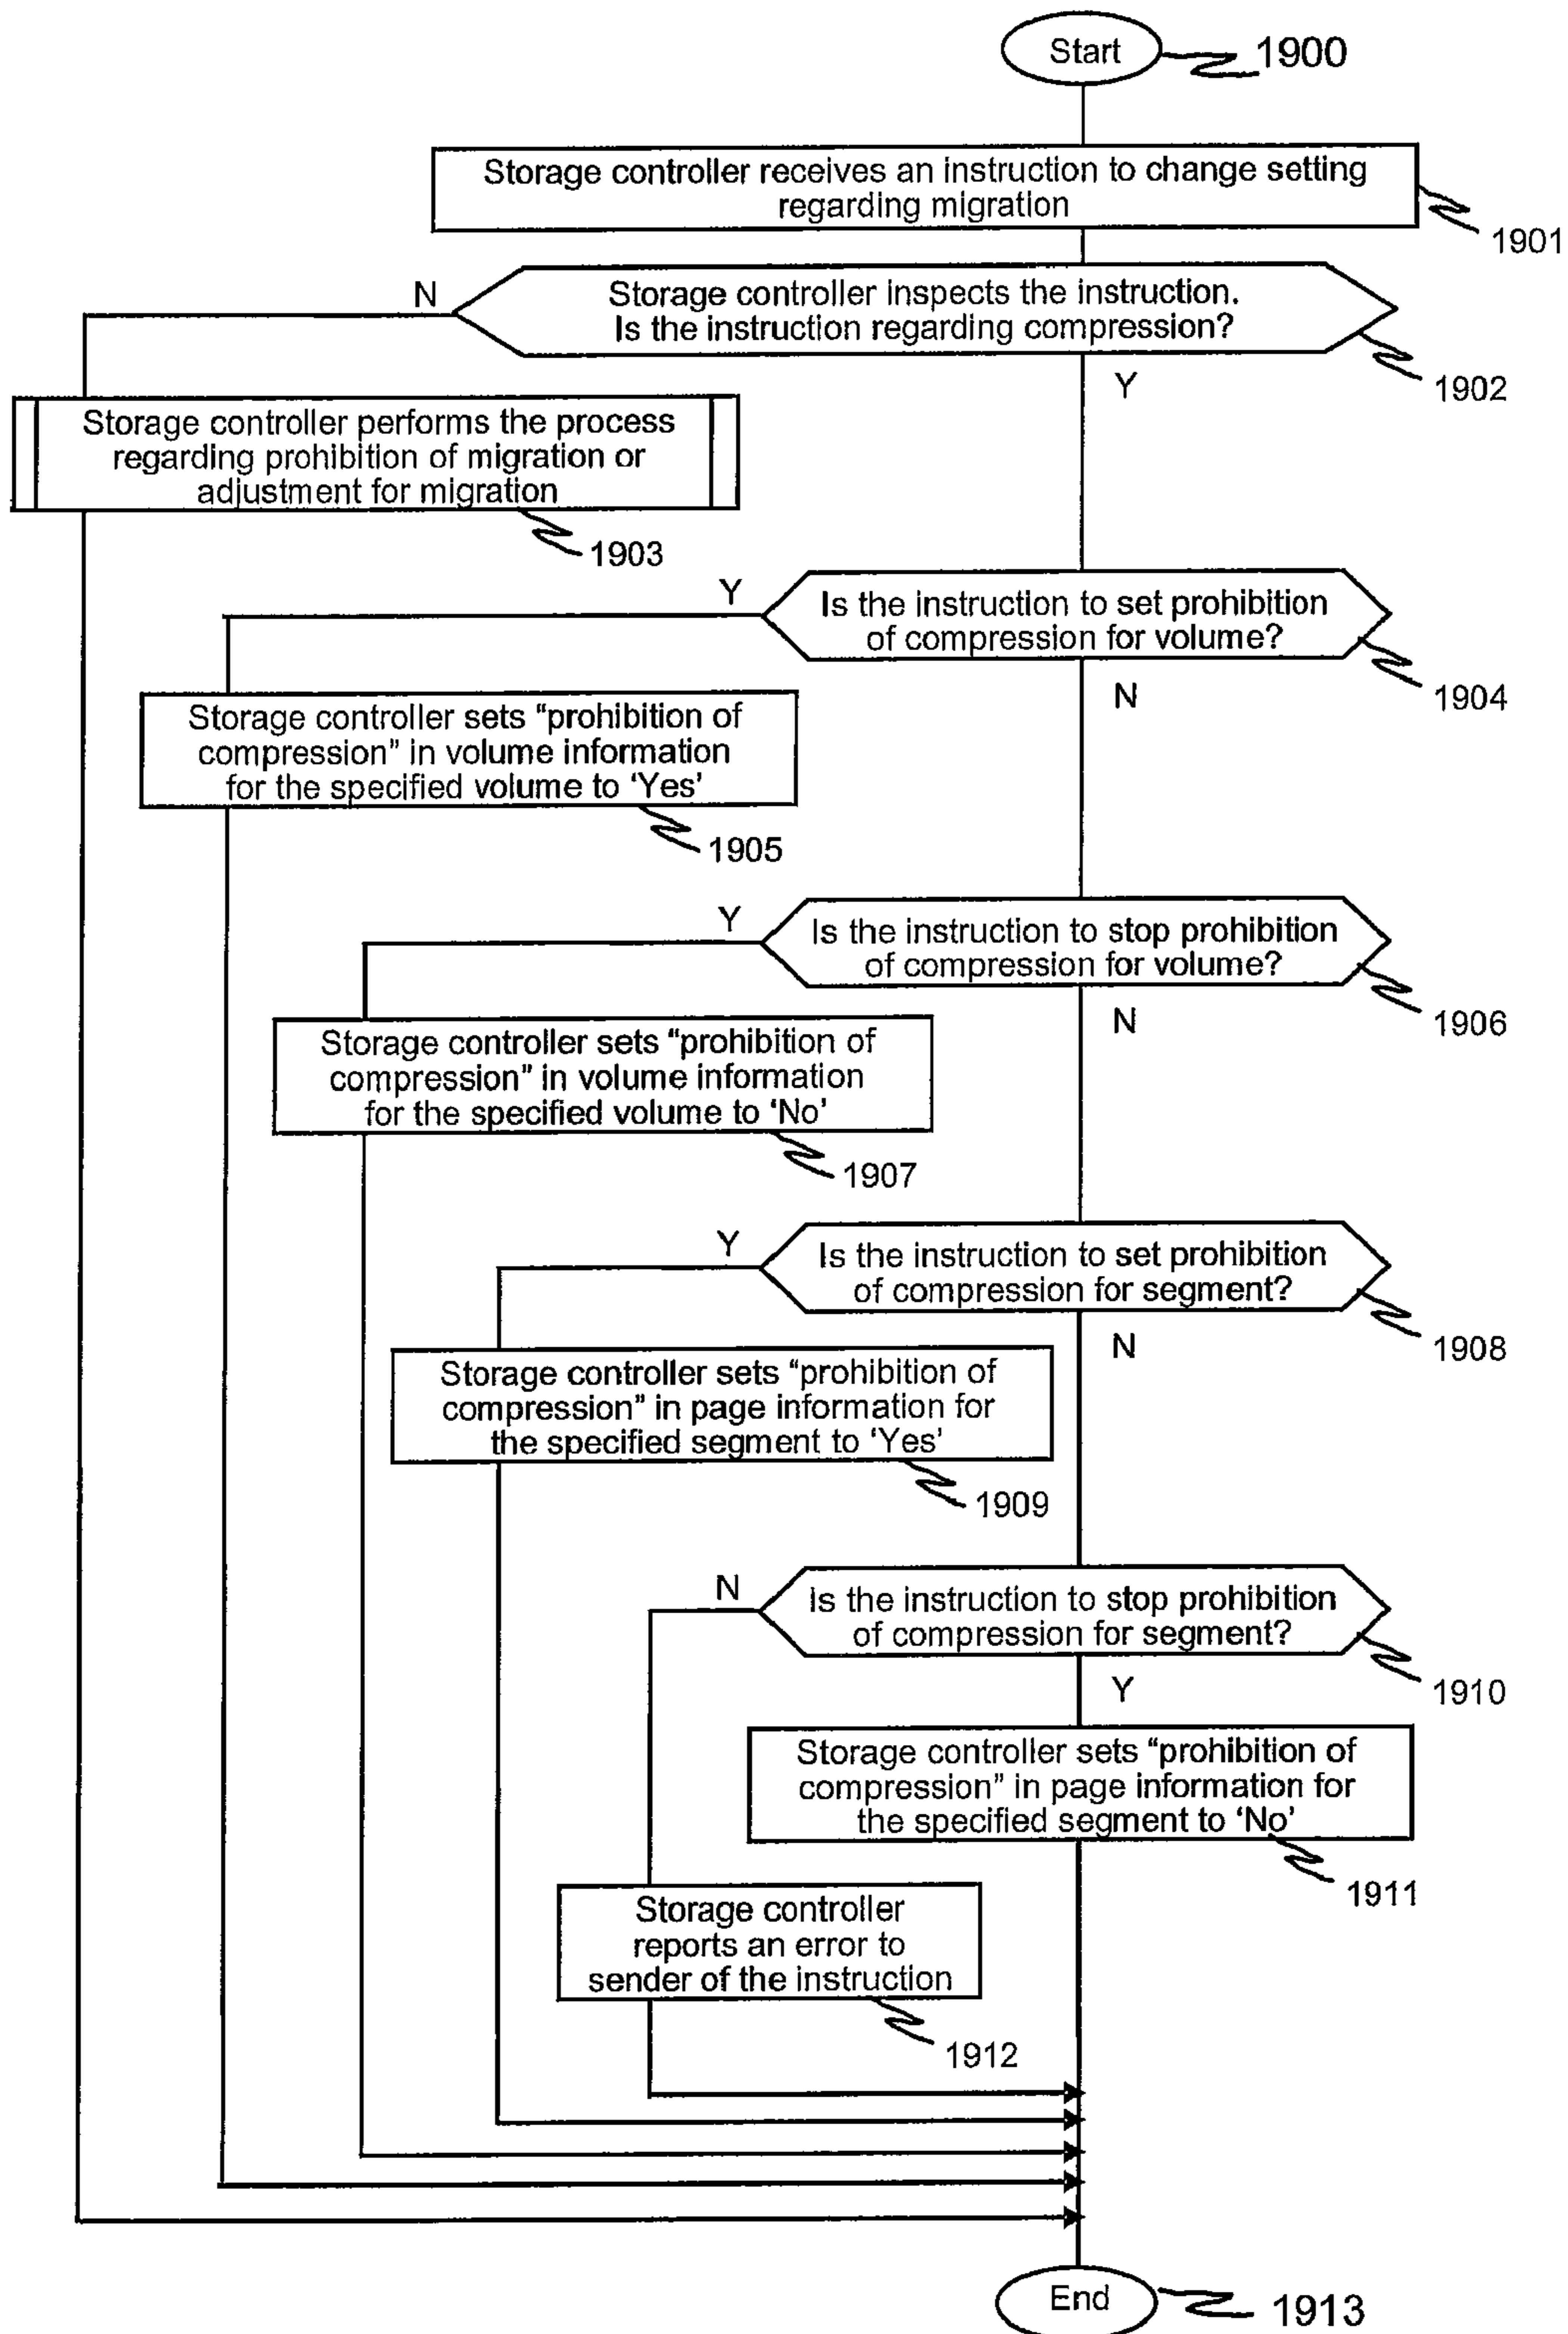 Start
1900
Storage controller receives an instruction to change setting
regarding migration
1901
N
Storage controller inspects the instruction.
Is the instruction regarding compression?
1902
Y
Storage controller performs the process
regarding prohibition of migration or
adjustment for migration
1903
Y
Is the instruction to set prohibition
of compression for volume?
1904
N
Storage controller sets “prohibition of
compression” in volume information
for the specified volume to ‘Yes’
1905
Y
Is the instruction to stop prohibition
of compression for volume?
1906
N
Storage controller sets “prohibition of
compression” in volume information
for the specified volume to ‘No’
1907
Y
Is the instruction to set prohibition
of compression for segment?
1908
N
Storage controller sets “prohibition of
compression” in page information for
the specified segment to ‘Yes’
1909
N
Is the instruction to stop prohibition
of compression for segment?
1910
Y
Storage controller sets “prohibition of
compression” in page information for
the specified segment to ‘No’
1911
Storage controller
reports an error to
sender of the instruction
1912
End
1913